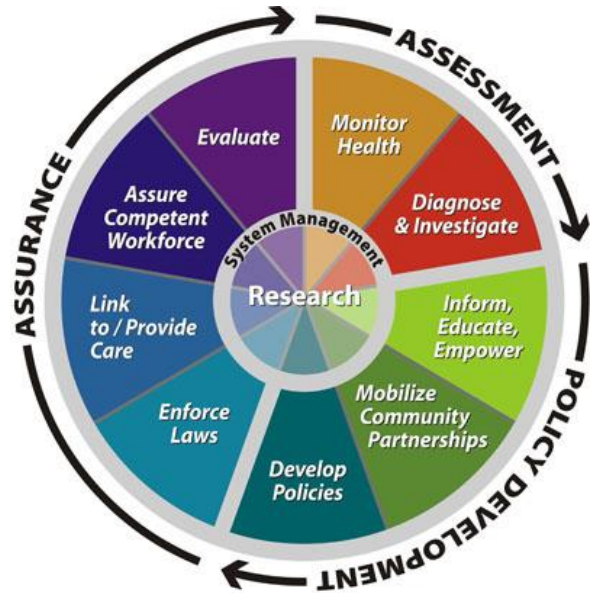 ASSESSMENT
POLICY DEVELOPMENT
ASSURANCE
Monitor
Health
Diagnose
& Investigate
Inform,
Educate,
Empower
Mobilize
Community
Partnerships
Develop
Policies
Enforce
Laws
Link
to / Provide
Care
Assure
Competent
Workforce
Evaluate
System Management
Research